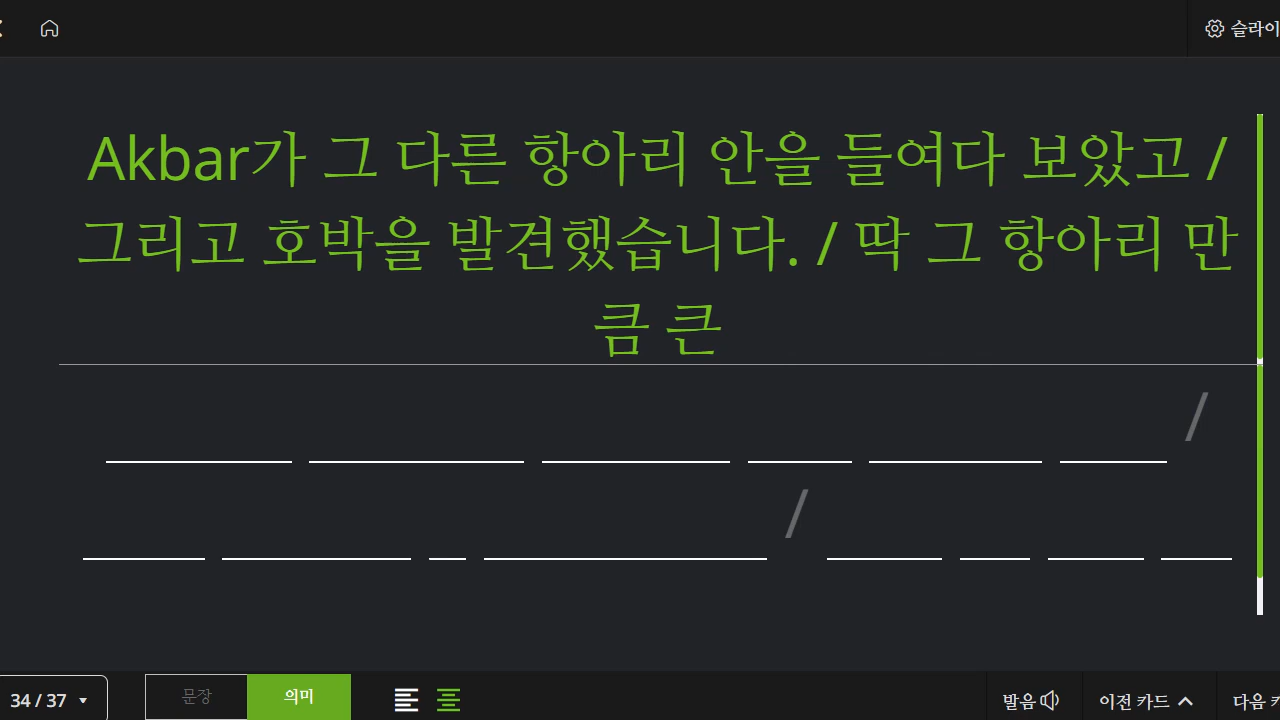 슬라이
Akbar가 그 다른 항아리 안을 들여다 보았고 /
그리고 호박을 발견했습니다. / 딱 그 항아리 만
큼 큰
/
/
34 / 37
문장
의미
발음
이전 카드
다음